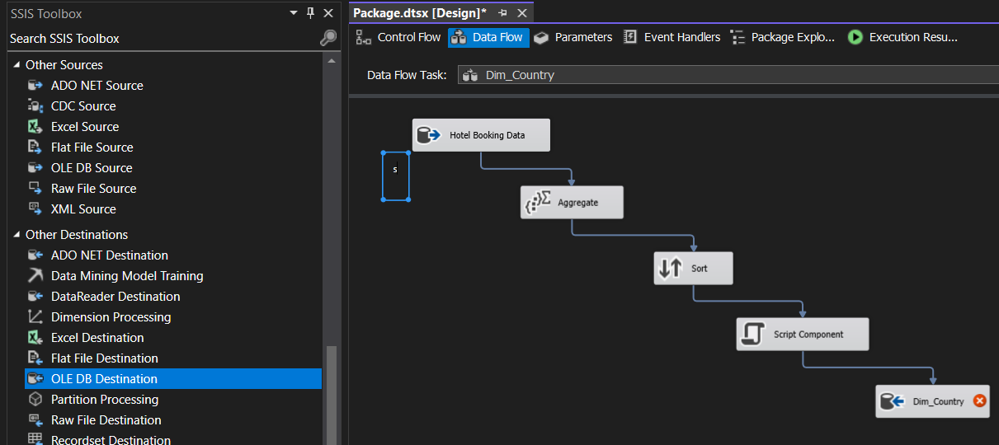 SSIS Toolbox
Search SSIS Toolbox
Other Sources
ADO NET Source
CDC Source
Excel Source
Flat File Source
OLE DB Source
Raw File Source
XML Source
Other Destinations
ADO NET Destination
Data Mining Model Training
DataReader Destination
Dimension Processing
Excel Destination
Flat File Destination
OLE DB Destination
Partition Processing
Raw File Destination
Recordset Destination
Package.dtsx [Design]*
Control Flow Data Flow Parameters Event Handlers Package Explo... Execution Resu...
Data Flow Task: Dim_Country
Hotel Booking Data
s
Aggregate
Sort
Script Component
Dim_Country